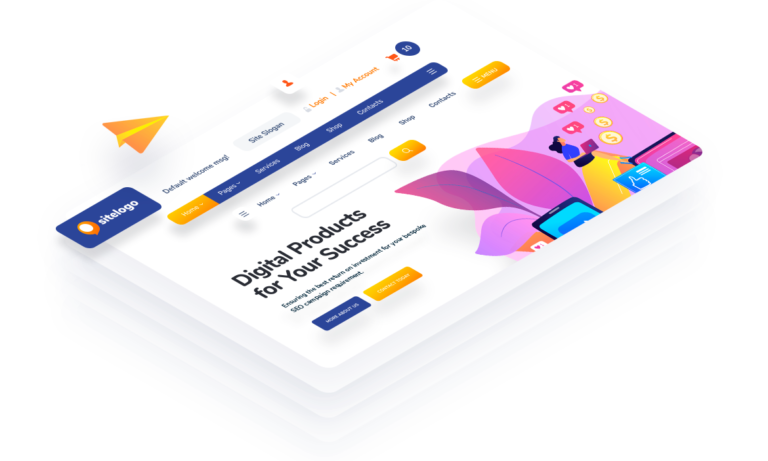 10
Login | My Account
Site Slogan
Default welcome msg!
sitelogo
Home Pages Services Blog Shop Contacts
MENU
Home Pages Services Blog Shop Contacts
Digital Products
for Your Success
Ensuring the best return on investment for your bespoke
SEO campaign requirement.
MORE ABOUT US
CONTACT TODAY